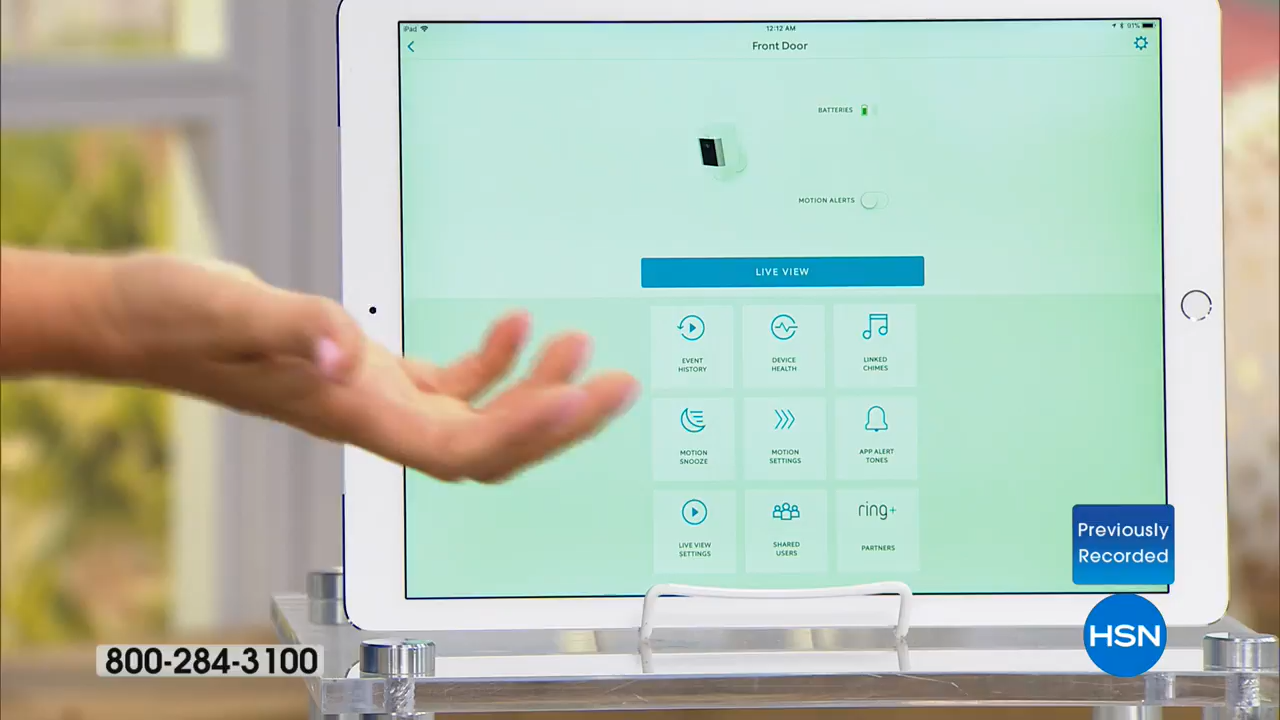 iPad
12:12 AM
91%
Front Door
BATTERIES
MOTION ALERTS
LIVE VIEW
EVENT
HISTORY
DEVICE
HEALTH
LINKED
CHIMES
MOTION
SNOOZE
MOTION
SETTINGS
APP ALERT
TONES
LIVE VIEW
SETTINGS
SHARED
USERS
ring+
PARTNERS
Previously
Recorded
HSN
800-284-3100